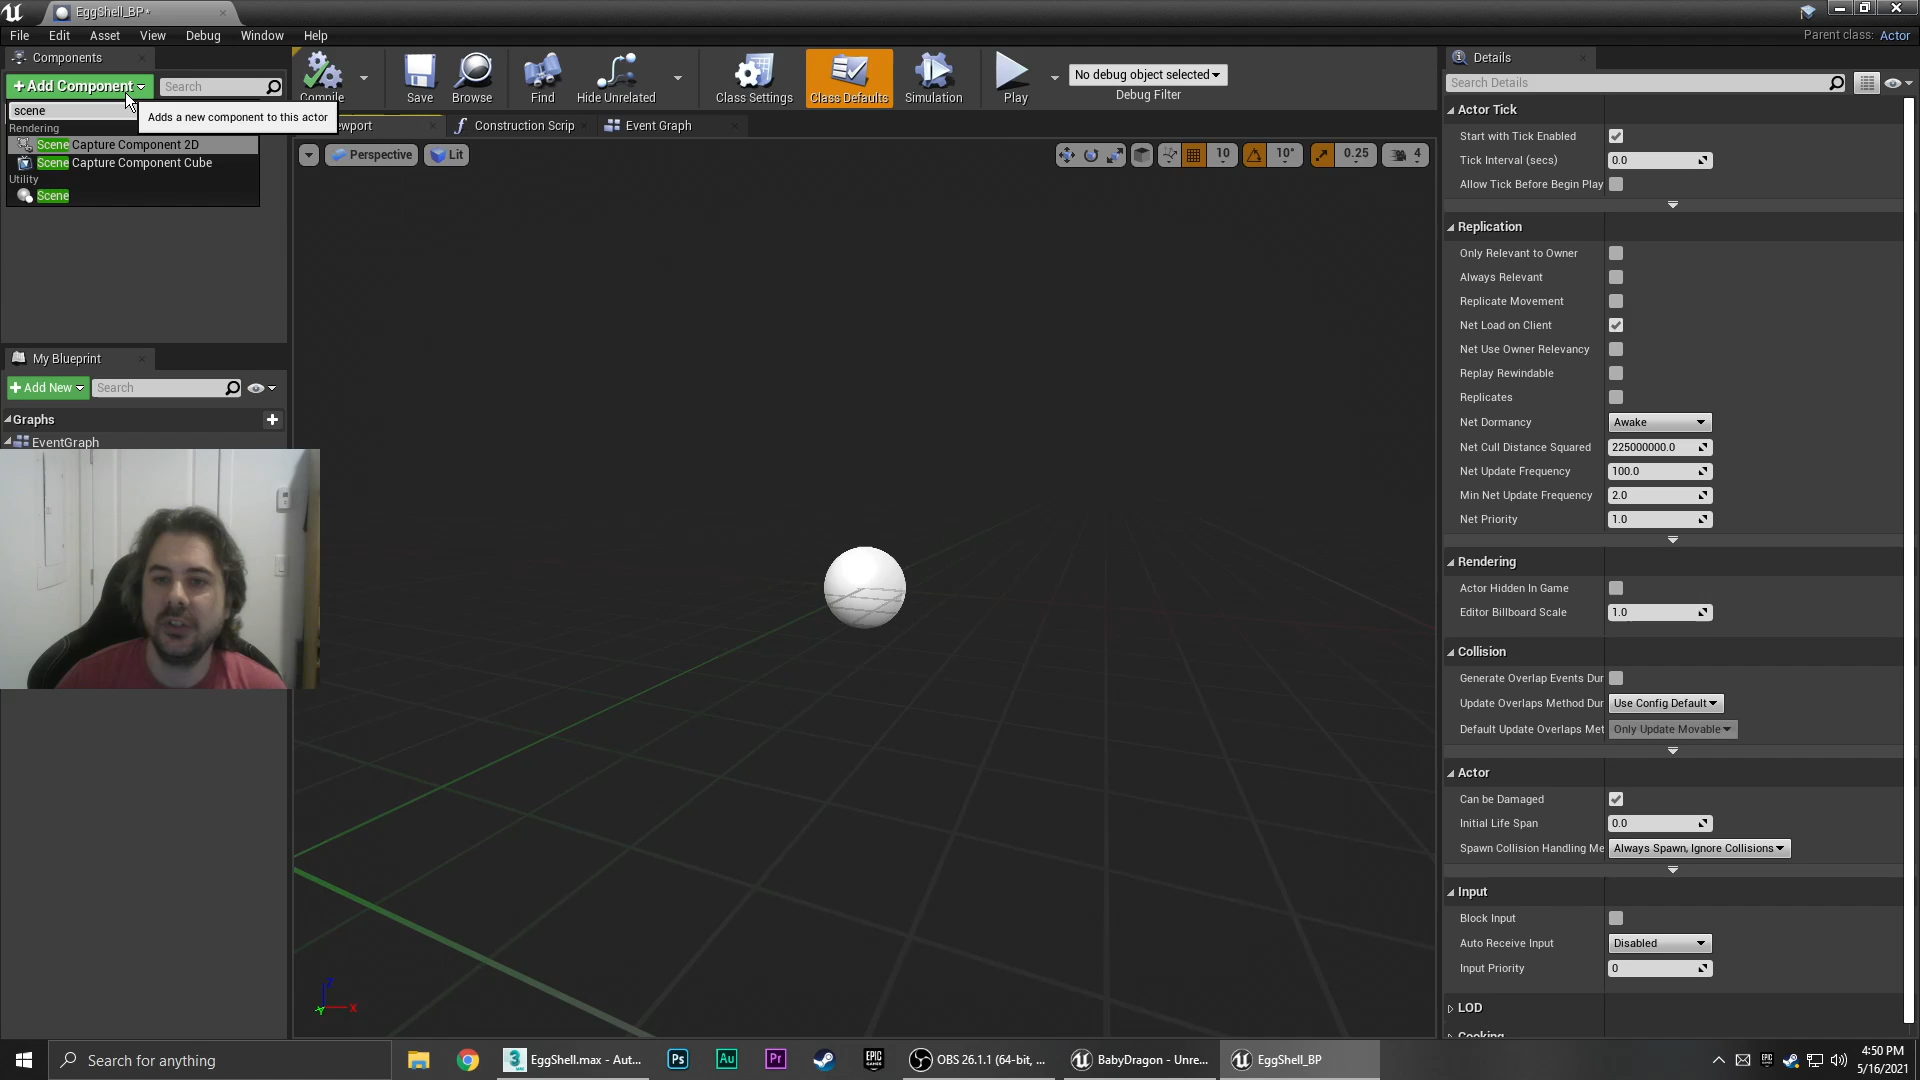 EggShell_BP*
File Edit Asset View Debug Window Help
Parent class: Actor
Components
+Add Component
Search
scene
Adds a new component to this actor
Rendering
Scene Capture Component 2D
Scene Capture Component Cube
Utility
Scene
Compile
Save
Browse
Find
Hide Unrelated
Class Settings
Class Defaults
Simulation
Play
No debug object selected
Debug Filter
Construction Scrip
Event Graph
Perspective
Lit
10
10°
0.25
4
My Blueprint
+Add New
Search
Graphs
EventGraph
Details
Search Details
Actor Tick
Start with Tick Enabled
Tick Interval (secs) 0.0
Allow Tick Before Begin Play
Replication
Only Relevant to Owner
Always Relevant
Replicate Movement
Net Load on Client
Net Use Owner Relevancy
Replay Rewindable
Replicates
Net Dormancy Awake
Net Cull Distance Squared 225000000.0
Net Update Frequency 100.0
Min Net Update Frequency 2.0
Net Priority 1.0
Rendering
Actor Hidden In Game
Editor Billboard Scale 1.0
Collision
Generate Overlap Events Dur
Update Overlaps Method Dur Use Config Default
Default Update Overlaps Met Only Update Movable
Actor
Can be Damaged
Initial Life Span 0.0
Spawn Collision Handling Me Always Spawn, Ignore Collisions
Input
Block Input
Auto Receive Input Disabled
Input Priority 0
LOD
Cooking
X
Search for anything
EggShell.max - Aut...
Ps
Au
Pr
EPIC GAMES
OBS 26.1.1 (64-bit, ...
BabyDragon - Unre...
EggShell_BP
4:50 PM
5/16/2021